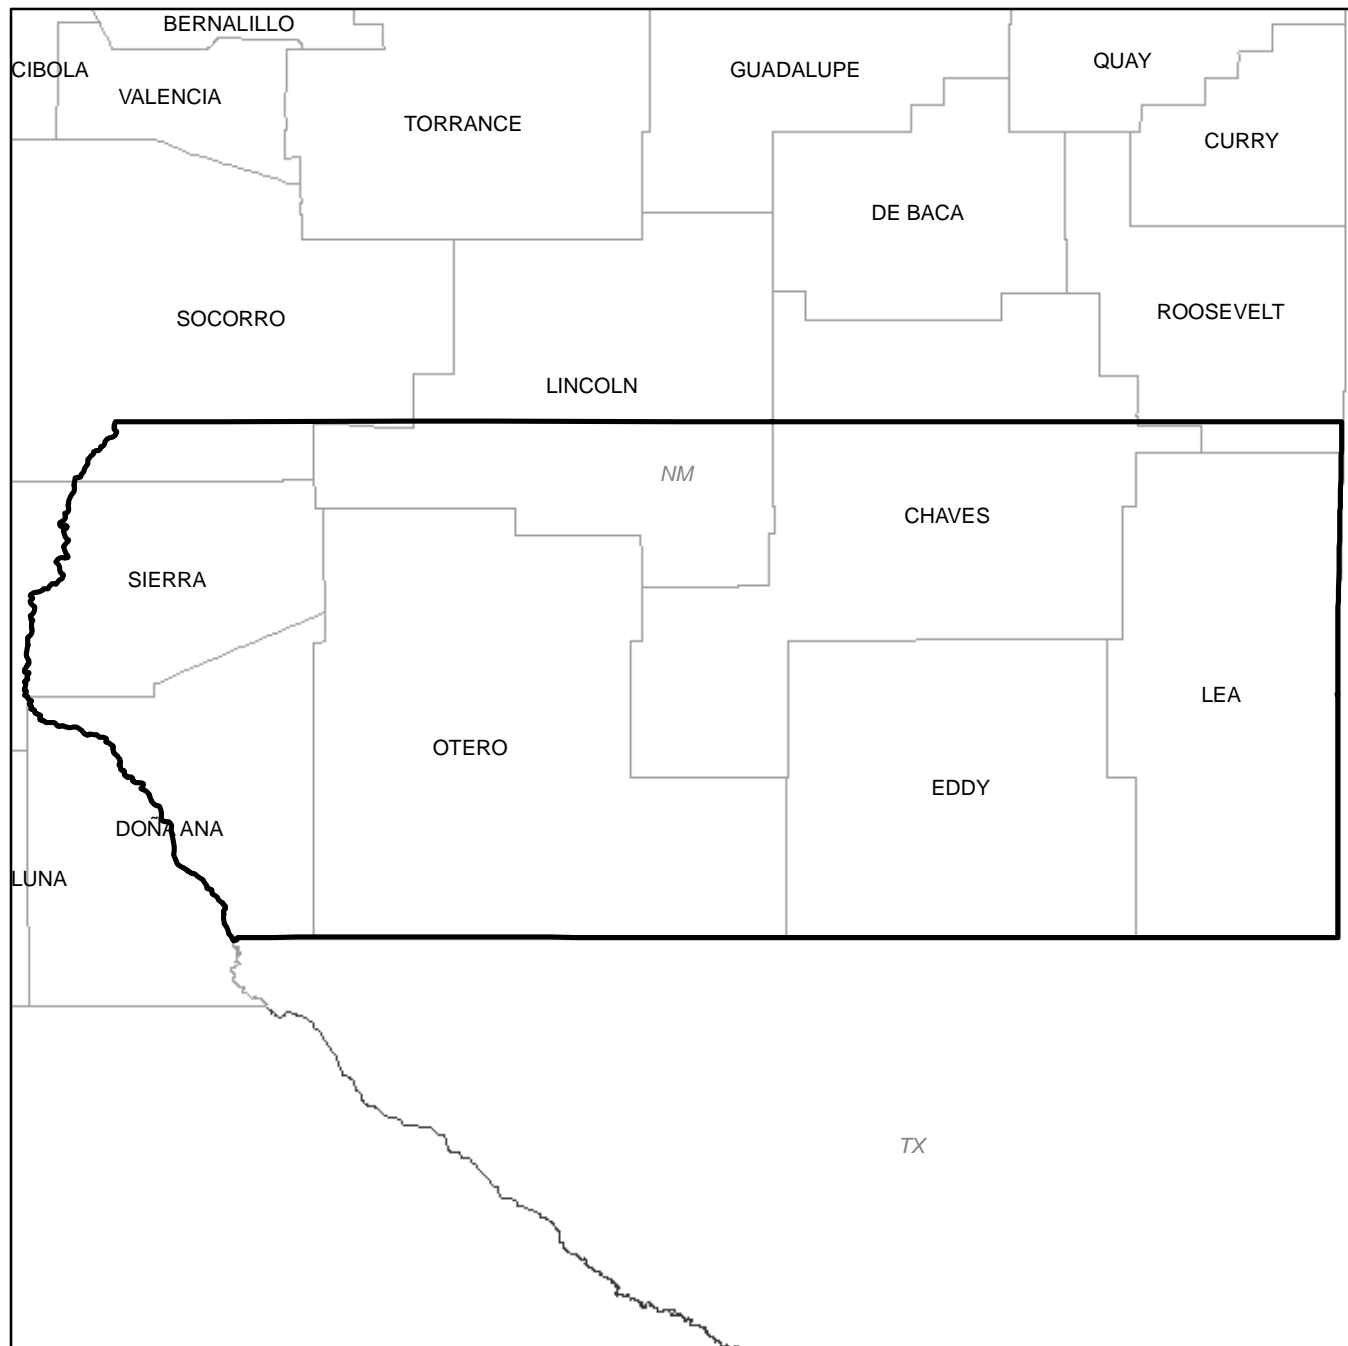 BERNALILLO
CIBOLA
VALENCIA
TORRANCE
GUADALUPE
QUAY
CURRY
DE BACA
SOCORRO
ROOSEVELT
LINCOLN
NM
CHAVES
SIERRA
LEA
OTERO
EDDY
DOÑA ANA
LUNA
TX